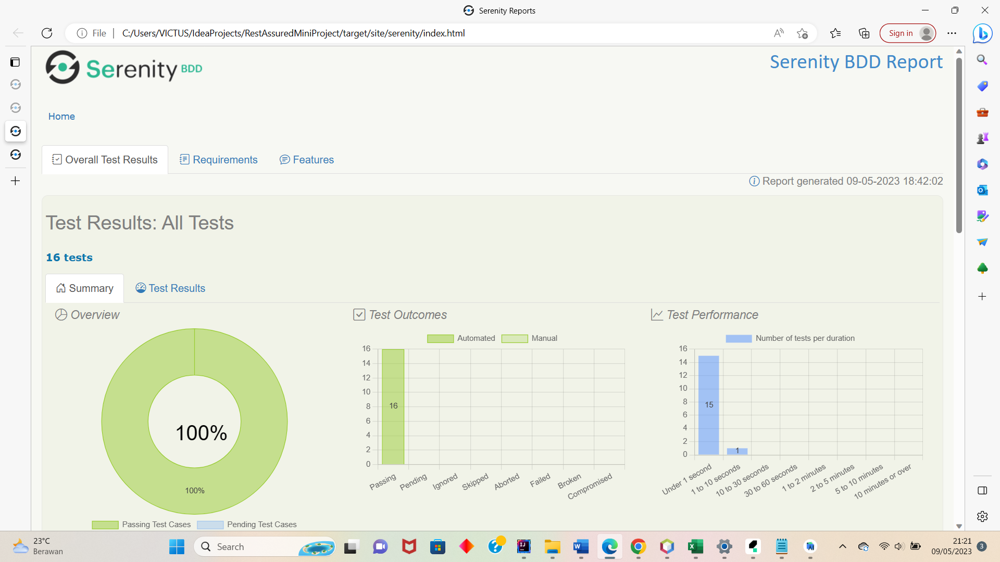 Serenity Reports
File
C:/Users/VICTUS/IdeaProjects/RestAssuredMiniProject/target/site/serenity/index.html
Sign in
Serenity BDD
Serenity BDD Report
Home
Overall Test Results
Requirements
Features
Report generated 09-05-2023 18:42:02
Test Results: All Tests
16 tests
Summary
Test Results
Overview
100%
100%
Passing Test Cases
Pending Test Cases
Test Outcomes
Automated
Manual
16
14
12
10
8
6
4
2
0
16
Passing
Pending
Ignored
Skipped
Aborted
Failed
Broken
Compromised
Test Performance
Number of tests per duration
16
14
12
10
8
6
4
2
0
15
1
Under 1 second
1 to 10 seconds
10 to 30 seconds
30 to 60 seconds
1 to 2 minutes
2 to 5 minutes
5 to 10 minutes
10 minutes or over
23°C
Berawan
Search
21:21
09/05/2023
3